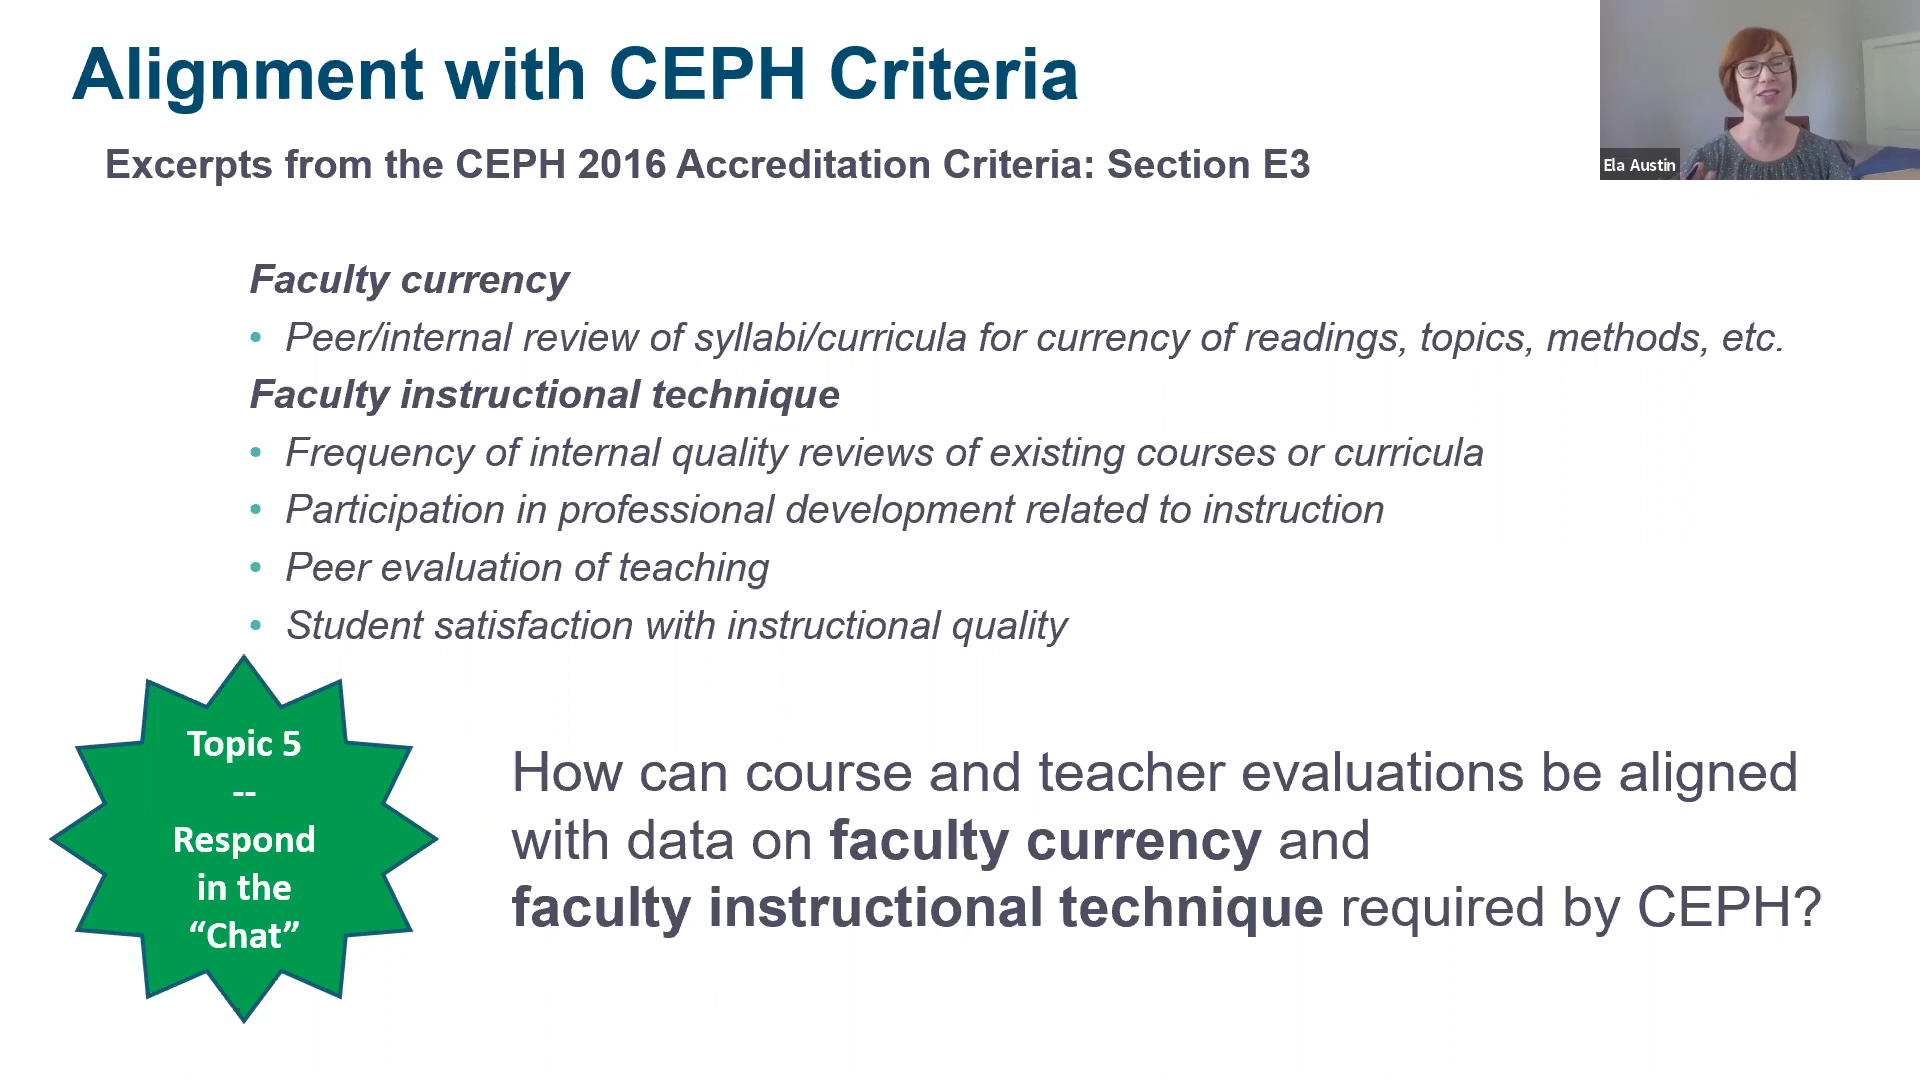 Alignment with CEPH Criteria
Excerpts from the CEPH 2016 Accreditation Criteria: Section E3
Ela Austin
Faculty currency
• Peer/internal review of syllabi/curricula for currency of readings, topics, methods, etc.
Faculty instructional technique
• Frequency of internal quality reviews of existing courses or curricula
• Participation in professional development related to instruction
• Peer evaluation of teaching
• Student satisfaction with instructional quality
Topic 5
--
Respond
in the
“Chat”
How can course and teacher evaluations be aligned
with data on faculty currency and
faculty instructional technique required by CEPH?